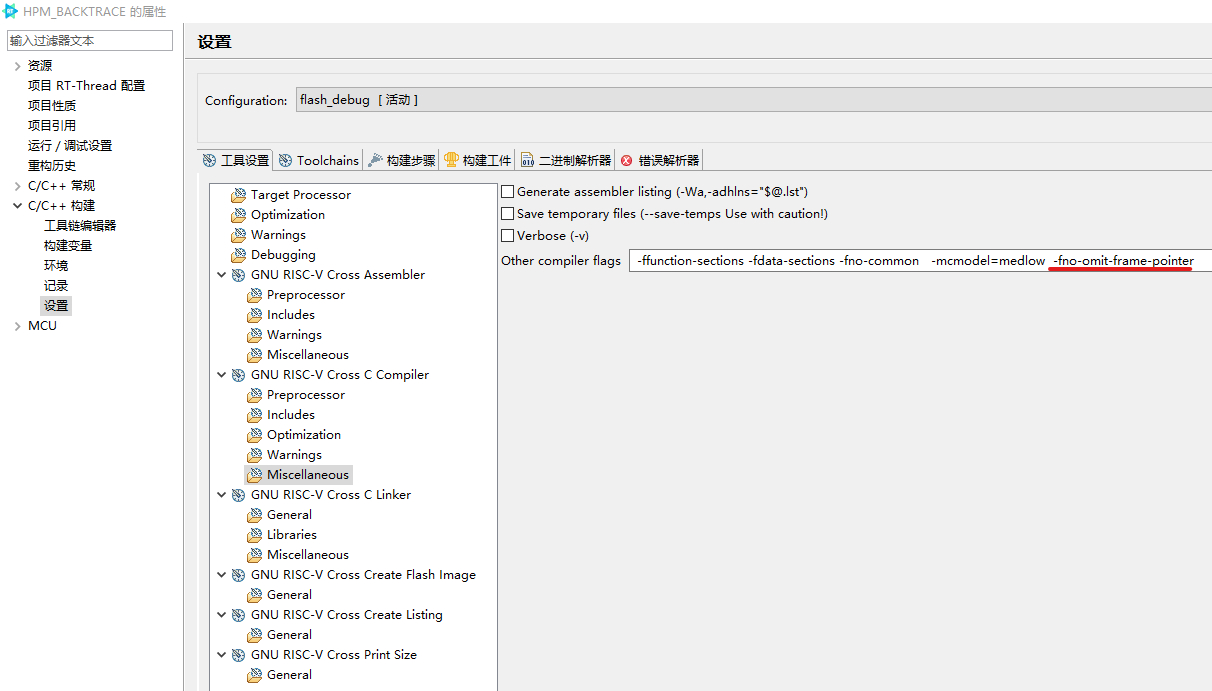 HPM_BACKTRACE 的属性
输入过滤器文本
资源
项目 RT-Thread 配置
项目性质
项目引用
运行 / 调试设置
重构历史
C/C++ 常规
C/C++ 构建
工具链编辑器
构建变量
环境
记录
设置
MCU
设置
Configuration: flash_debug [ 活动 ]
工具设置 Toolchains 构建步骤 构建工件 二进制解析器 错误解析器
Target Processor
Optimization
Warnings
Debugging
GNU RISC-V Cross Assembler
Preprocessor
Includes
Warnings
Miscellaneous
GNU RISC-V Cross C Compiler
Preprocessor
Includes
Optimization
Warnings
Miscellaneous
GNU RISC-V Cross C Linker
General
Libraries
Miscellaneous
GNU RISC-V Cross Create Flash Image
General
GNU RISC-V Cross Create Listing
General
GNU RISC-V Cross Print Size
General
Generate assembler listing (-Wa,-adhlns="$@.lst")
Save temporary files (--save-temps Use with caution!)
Verbose (-v)
Other compiler flags -ffunction-sections -fdata-sections -fno-common -mcmodel=medlow -fno-omit-frame-pointer